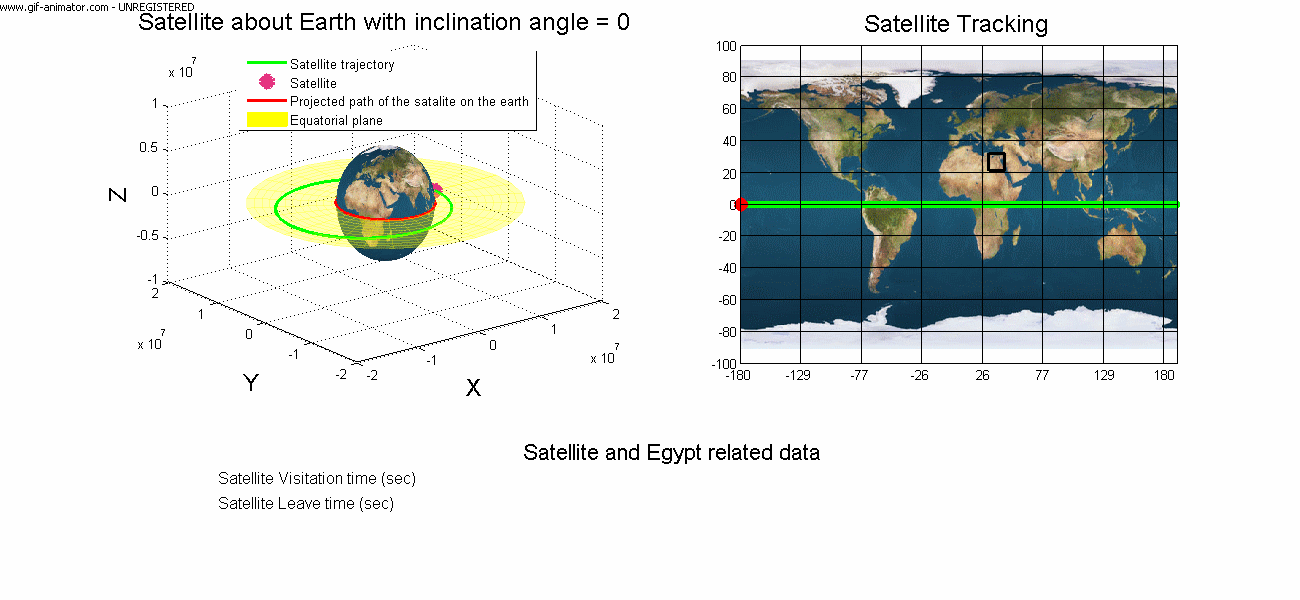 www.gif-animator.com - UNREGISTERED
Satellite about Earth with inclination angle = 0
Satellite trajectory
Satellite
Projected path of the satalite on the earth
Equatorial plane
x 10^7
1
0.5
0
-0.5
-1
Z
2
1
0
-1
-2
x 10^7
Y
-2
-1
0
1
2
x 10^7
X
Satellite Tracking
100
80
60
40
20
0
-20
-40
-60
-80
-100
-180 -129 -77 -26 26 77 129 180
Satellite and Egypt related data
Satellite Visitation time (sec)
Satellite Leave time (sec)